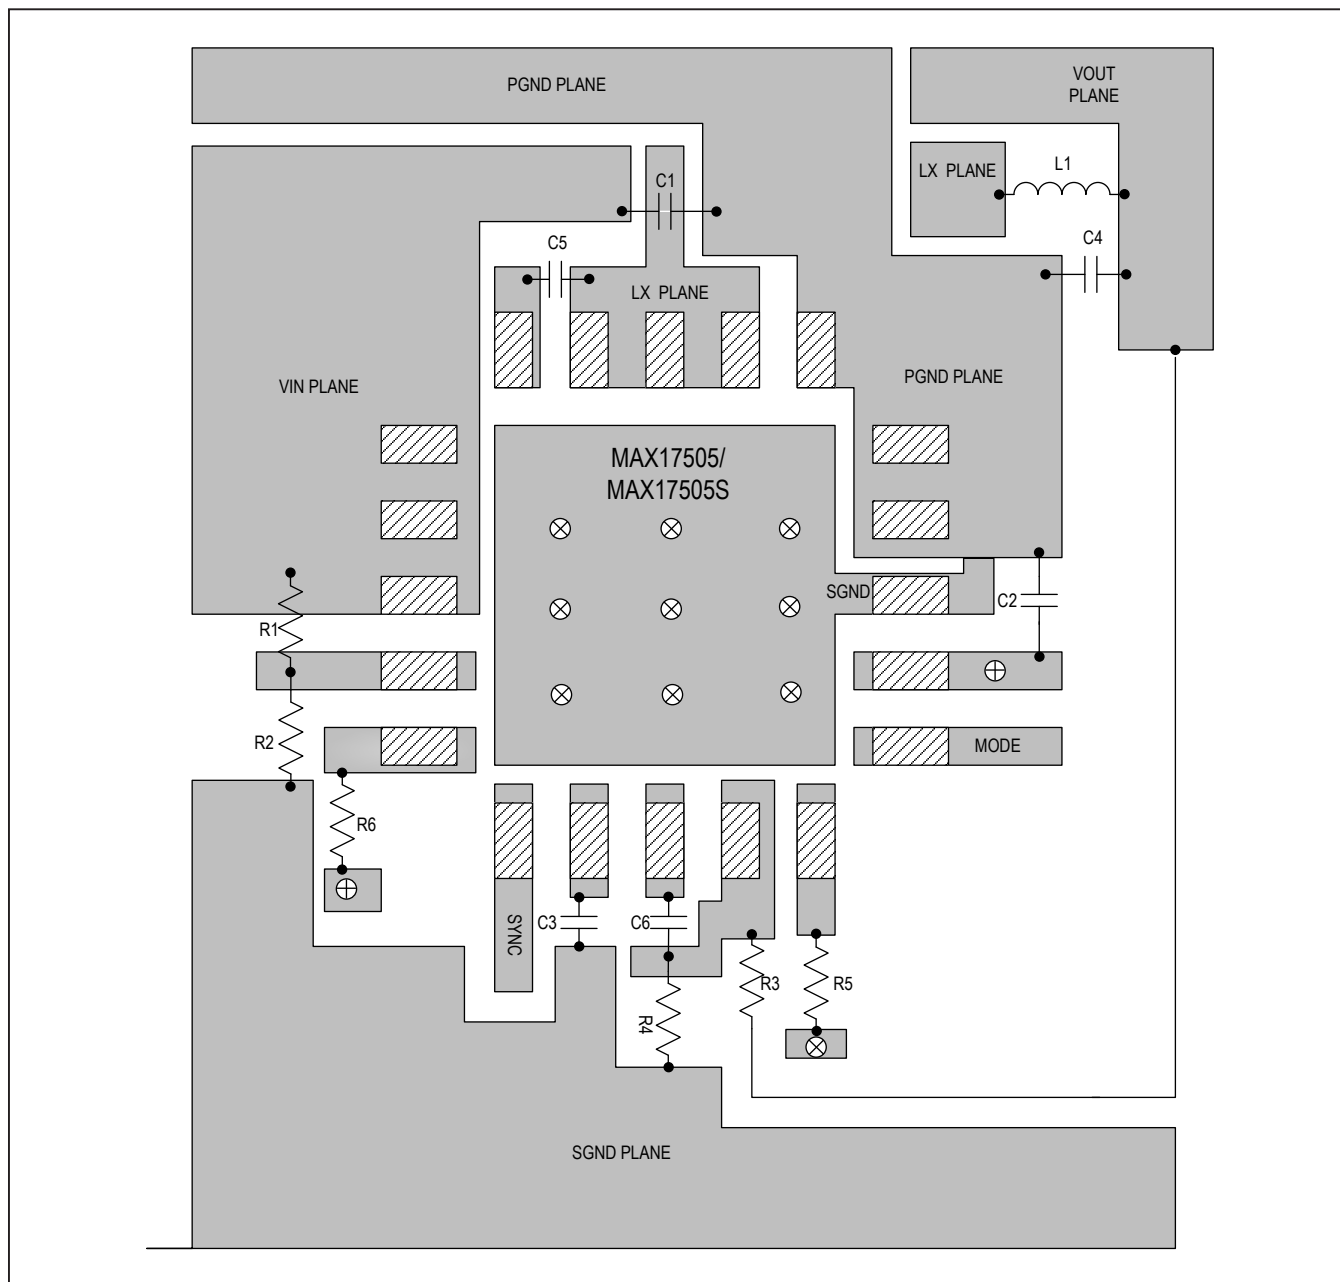 PGND PLANE
VOUT
PLANE
C1
LX PLANE
L1
C5
C4
LX PLANE
VIN PLANE
PGND PLANE
MAX17505/
MAX17505S
SGND
C2
R1
R2
MODE
R6
SYNC
C3
C6
R3
R5
R4
SGND PLANE